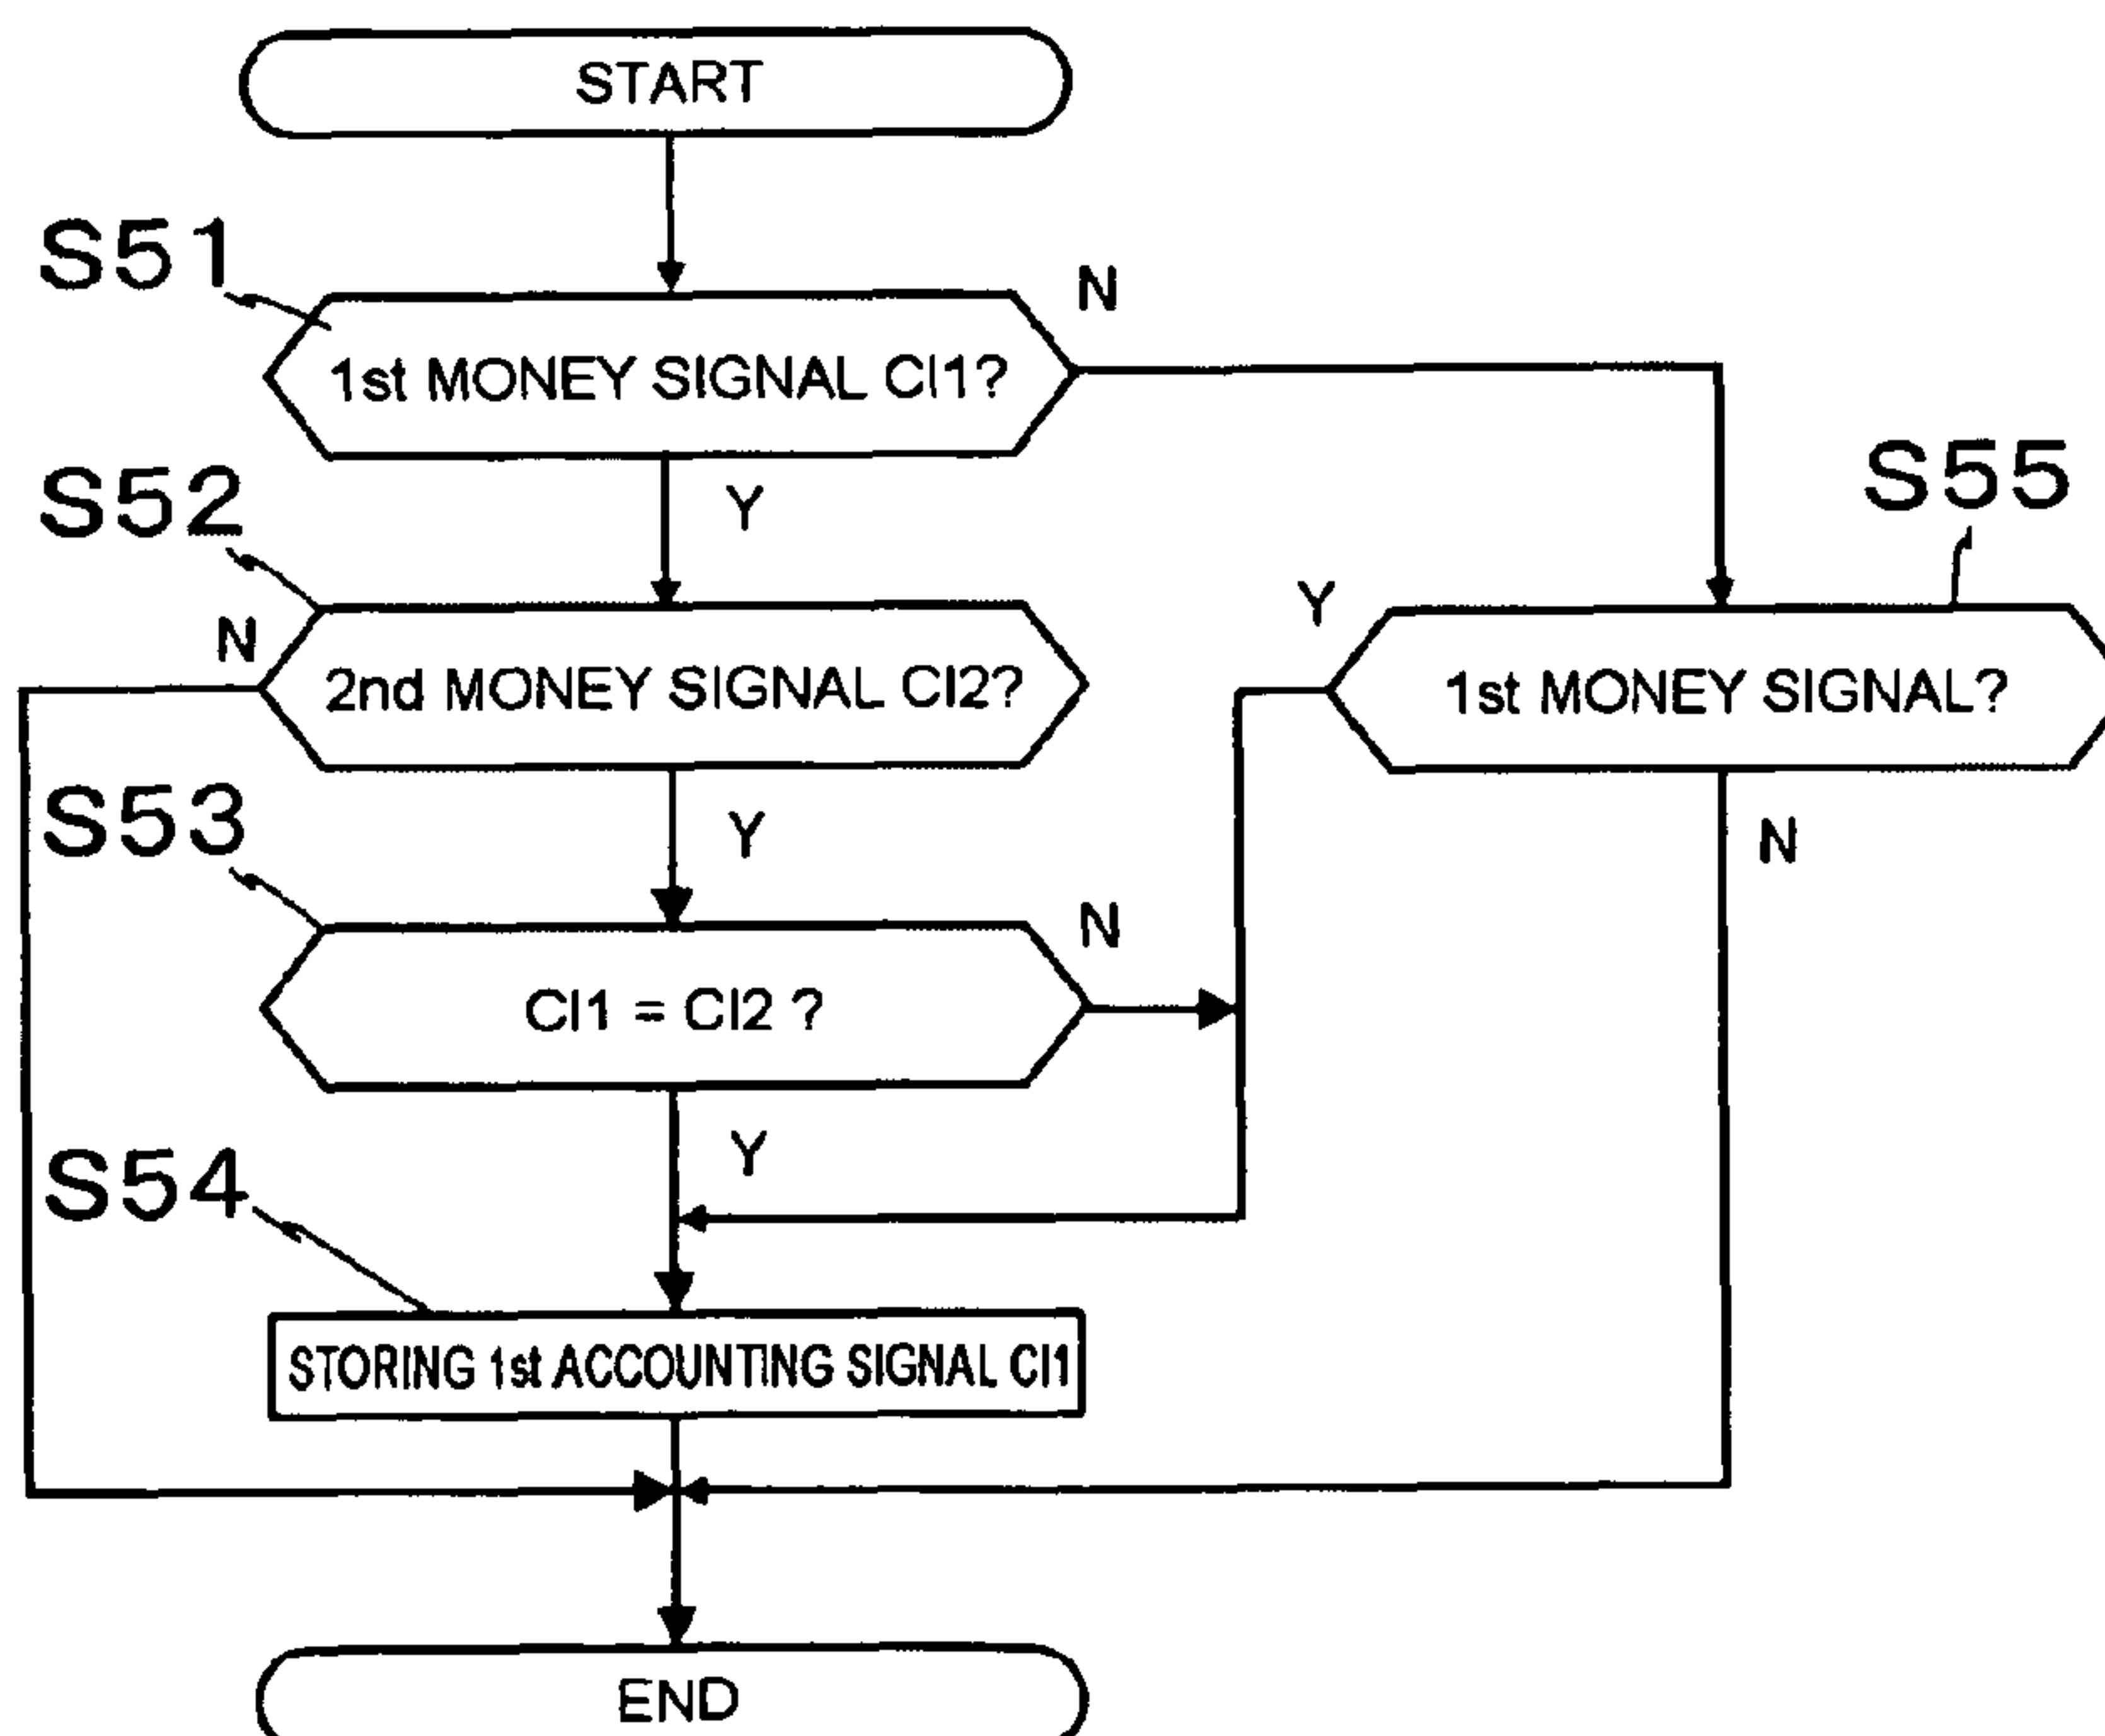 START
S51
N
1st MONEY SIGNAL CI1?
Y
S52
S55
N
2nd MONEY SIGNAL CI2?
Y
1st MONEY SIGNAL?
S53
Y
N
N
CI1 = CI2 ?
Y
S54
STORING 1st ACCOUNTING SIGNAL CI1
END